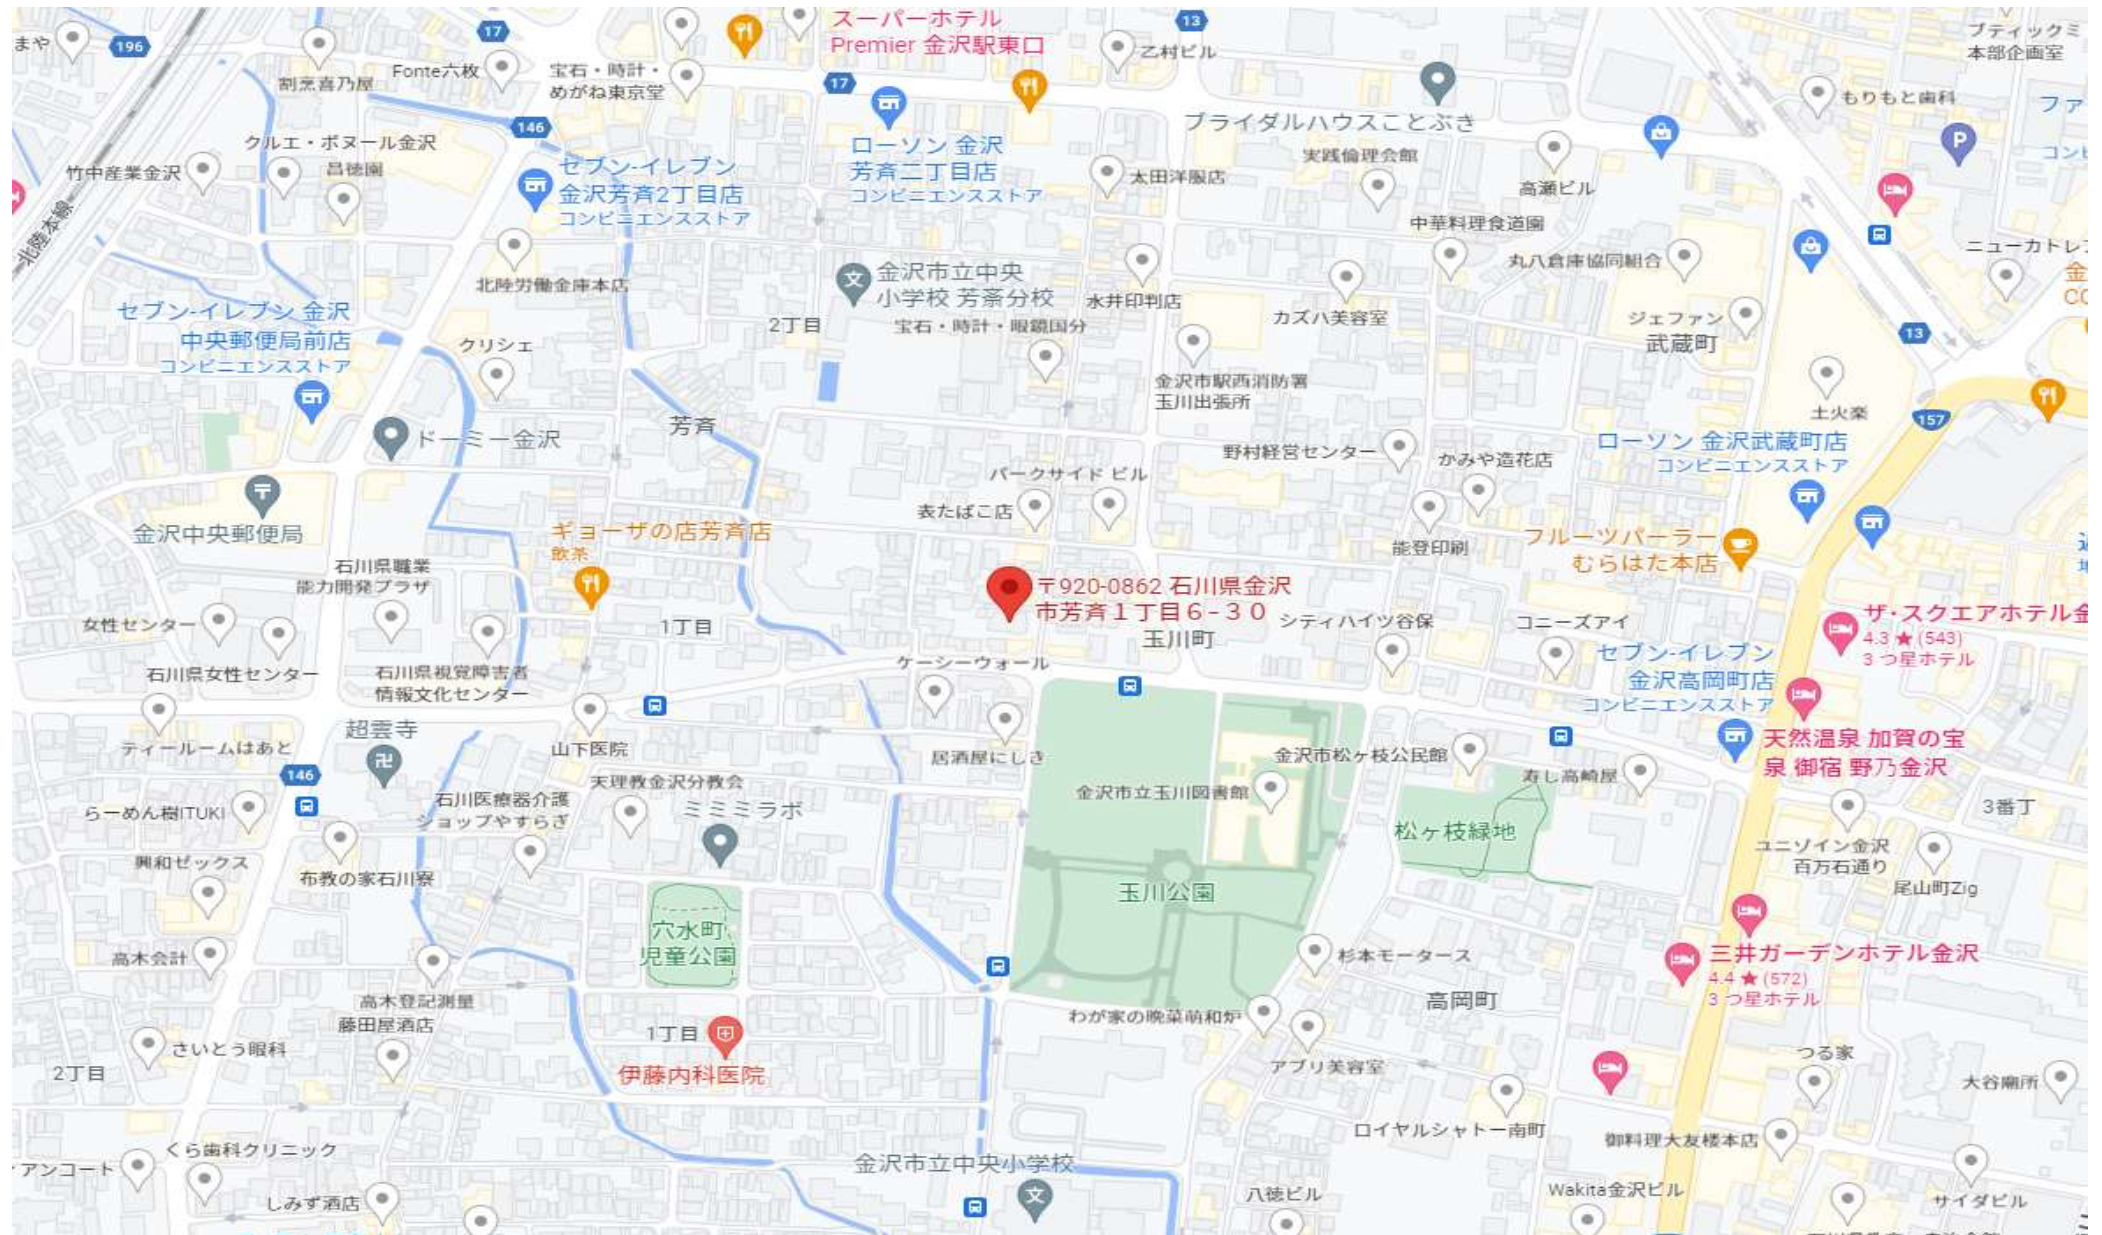 まや
196
17
割烹喜乃屋
Fonte六枚
宝石・時計・
めがね東京堂
スーパーホテル
Premier 金沢駅東口
13
乙村ビル
ブティックミ
本部企画室
17
146
クルエ・ボヌール金沢
昌徳園
竹中産業金沢
北陸本線
セブン-イレブン
金沢芳斉2丁目店
コンビニエンスストア
ローソン 金沢
芳斉二丁目店
コンビニエンスストア
太田洋服店
ブライダルハウスことぶき
実践倫理会館
高瀬ビル
もりもと歯科
P
ファ
コンビ
中華料理食道園
丸八倉庫協同組合
ニューカトレア
金
CO
北陸労働金庫本店
文
金沢市立中央
小学校 芳斎分校
水井印判店
カズハ美容室
ジェファン
武蔵町
13
セブン-イレブン 金沢
中央郵便局前店
コンビニエンスストア
クリシェ
2丁目
宝石・時計・眼鏡国分
金沢市駅西消防署
玉川出張所
土火楽
157
ドーミー金沢
芳斉
野村経営センター
かみや造花店
ローソン 金沢武蔵町店
コンビニエンスストア
パークサイド ビル
表たばこ店
〒
金沢中央郵便局
ギョーザの店芳斉店
飲茶
能登印刷
フルーツパーラー
むらはた本店
石川県職業
能力開発プラザ
〒920-0862 石川県金沢
市芳斉１丁目６−３０
玉川町
シティハイツ谷保
コニーズアイ
ザ·スクエアホテル金
4.3 ★ (543)
3 つ星ホテル
女性センター
石川県女性センター
1丁目
石川県視覚障害者
情報文化センター
ケーシーウォール
セブン-イレブン
金沢高岡町店
コンビニエンスストア
ティールームはあと
超雲寺
卍
山下医院
居酒屋にしき
金沢市松ヶ枝公民館
天然温泉 加賀の宝
泉 御宿 野乃金沢
146
石川医療器介護
ショップやすらぎ
天理教金沢分教会
ミミミラボ
金沢市立玉川図書館
寿し高崎屋
3番丁
らーめん樹ITUKI
松ヶ枝緑地
興和ゼックス
布教の家石川寮
ユニゾイン金沢
百万石通り
尾山町Zig
玉川公園
穴水町
児童公園
高木会計
高木登記測量
杉本モータース
三井ガーデンホテル金沢
4.4 ★ (572)
3 つ星ホテル
高岡町
藤田屋酒店
わが家の晩菜萌和炉
1丁目
さいとう眼科
伊藤内科医院
アプリ美容室
つる家
2丁目
大谷廟所
ロイヤルシャトー南町
御料理大友楼本店
くら歯科クリニック
アンコート
金沢市立中央小学校
文
しみず酒店
八徳ビル
Wakita金沢ビル
サイダビル